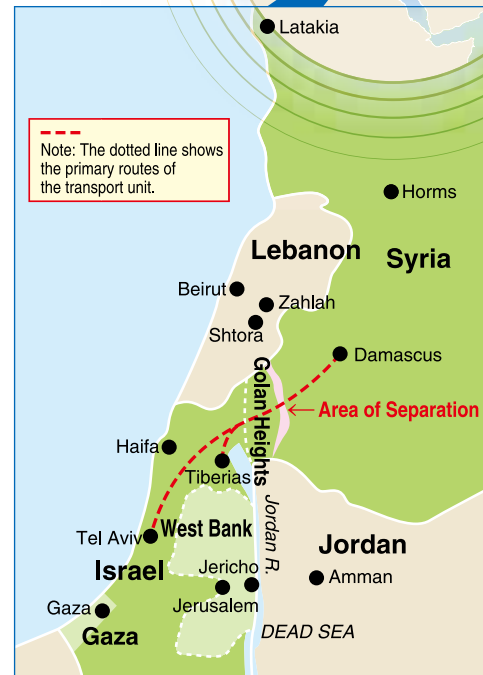 Latakia
Note: The dotted line shows
the primary routes of
the transport unit.
Horms
Lebanon
Syria
Beirut
Zahlah
Shtora
Damascus
Golan Heights
← Area of Separation
Haifa
Tiberias
Jordan R.
Tel Aviv
West Bank
Jordan
Israel
Jericho
Amman
Jerusalem
Gaza
Gaza
DEAD SEA